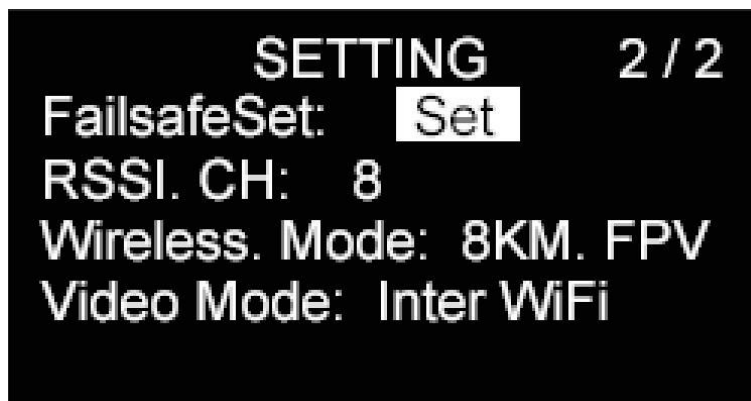 SETTING 2 / 2
FailsafeSet: Set
RSSI. CH: 8
Wireless. Mode: 8KM. FPV
Video Mode: Inter WiFi